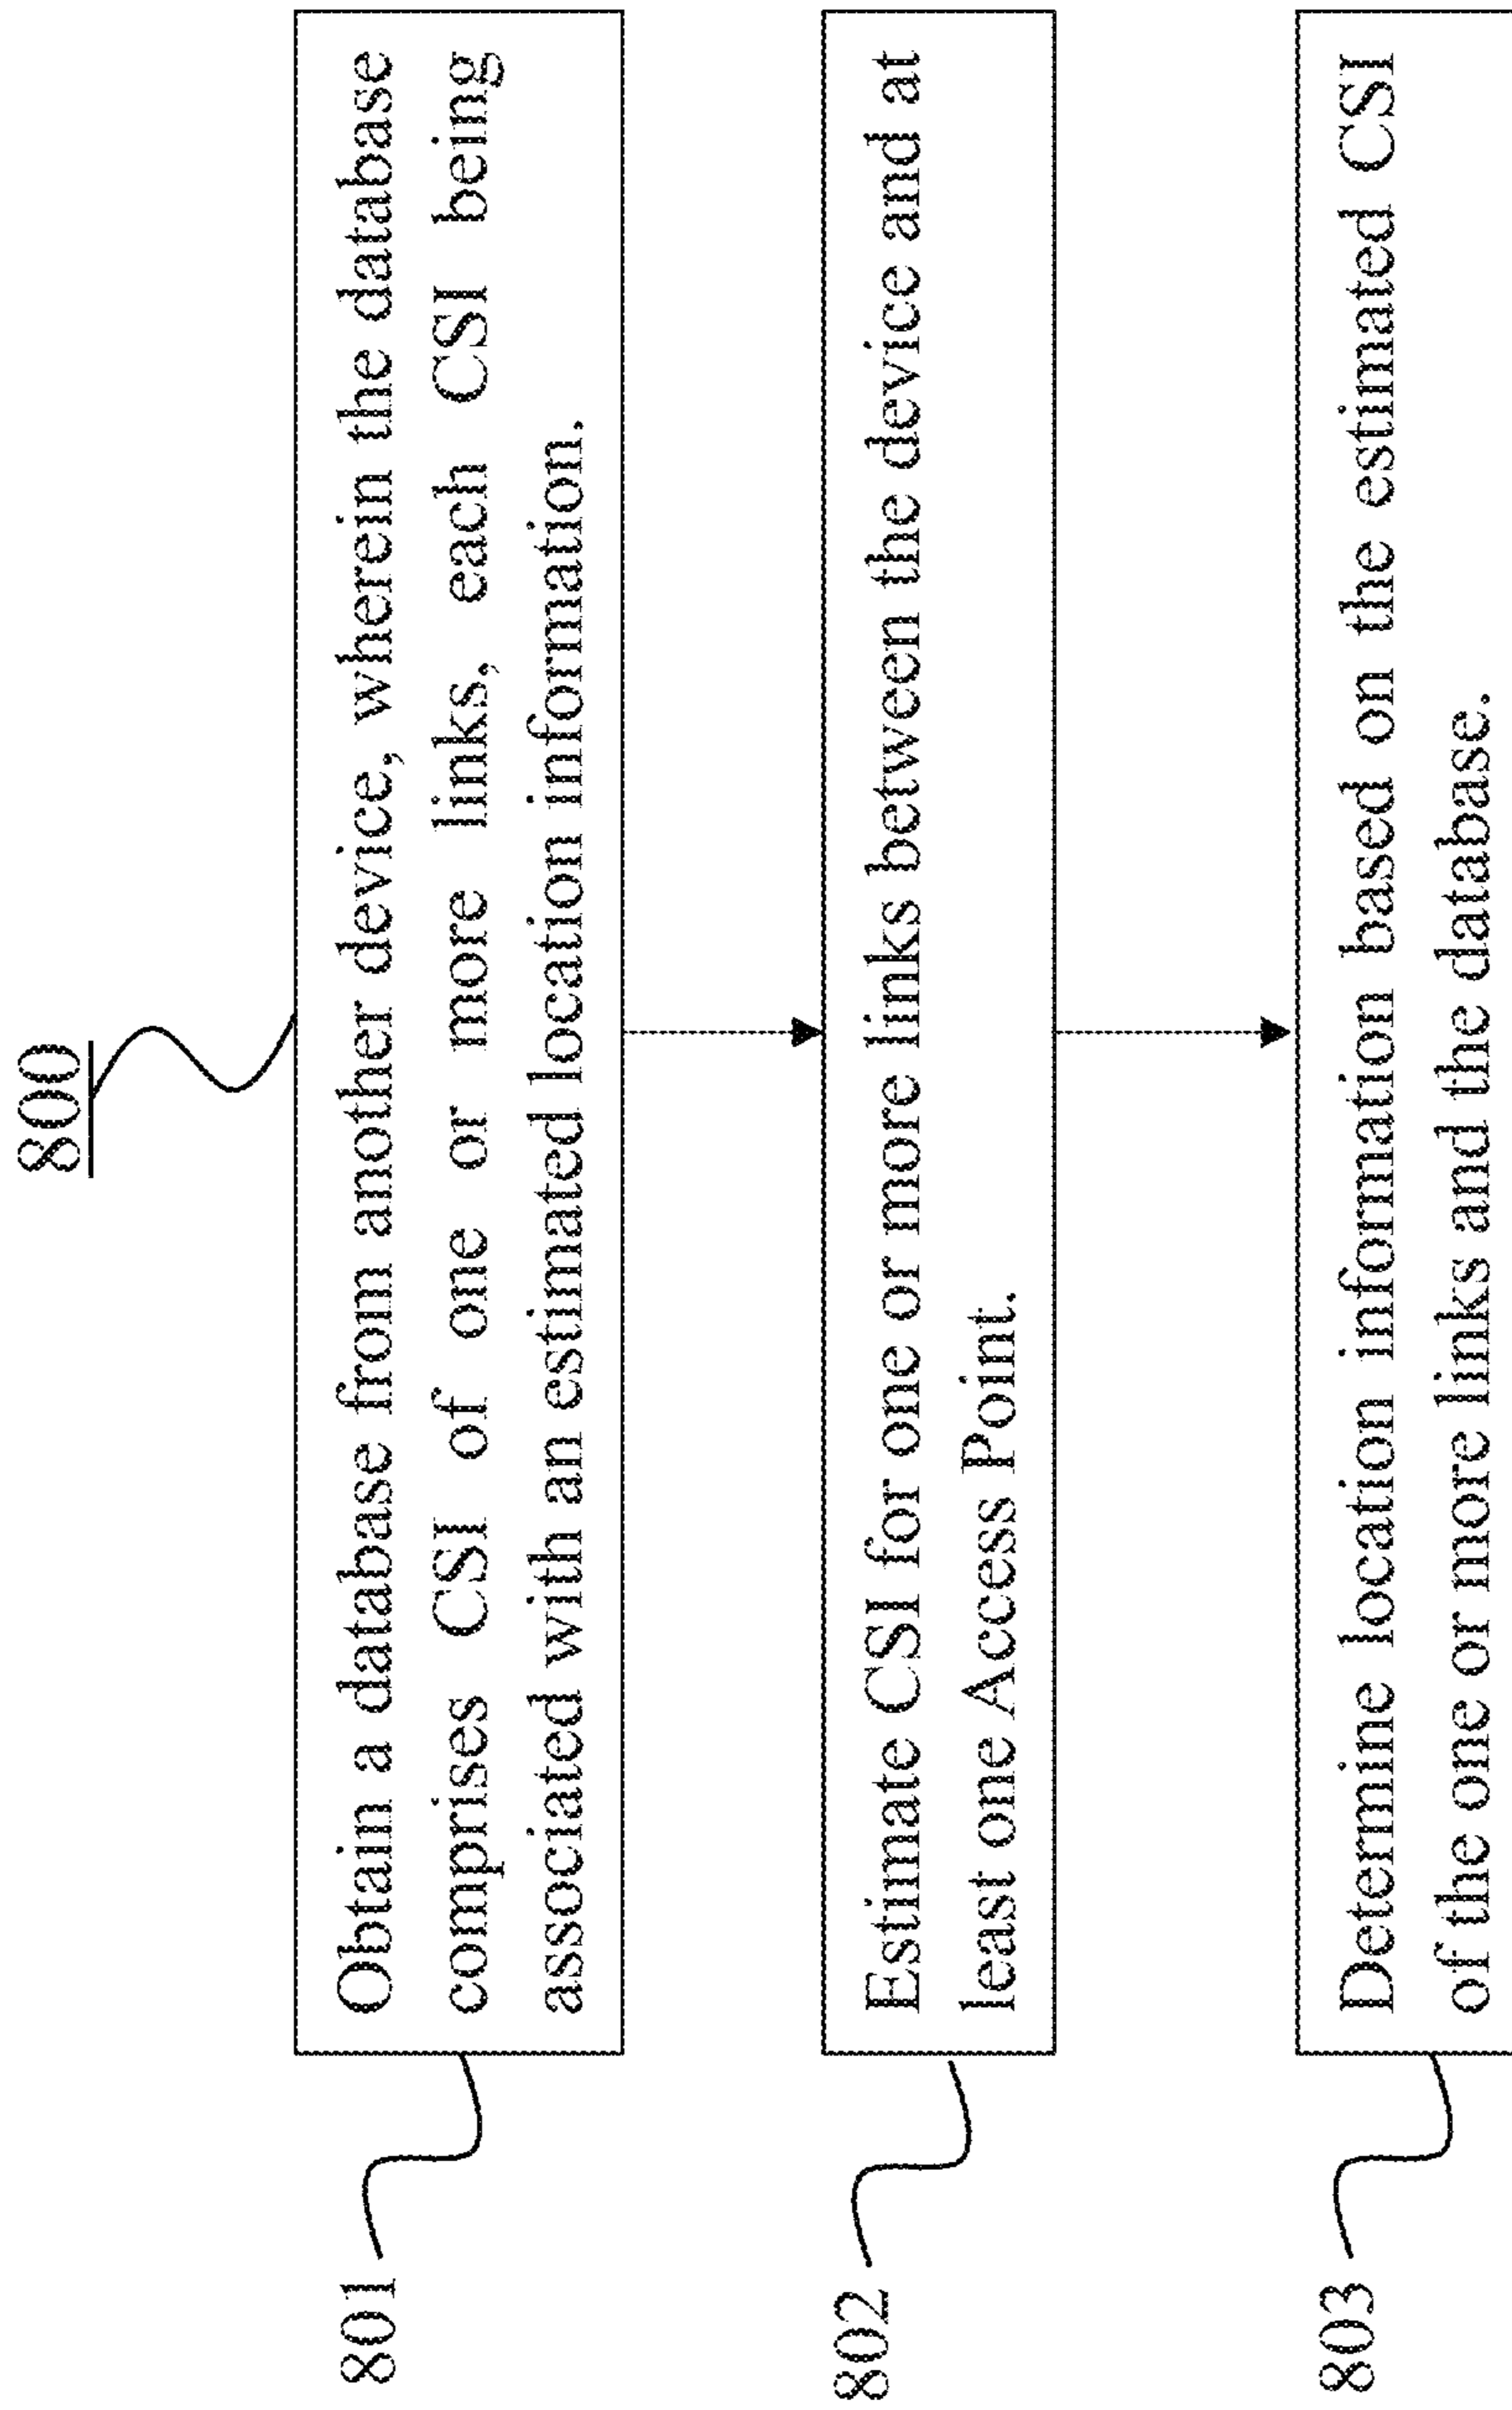 800
801
Obtain a database from another device, wherein the database
comprises CSI of one or more links, each CSI being
associated with an estimated location information.
802
Estimate CSI for one or more links between the device and at
least one Access Point.
803
Determine location information based on the estimated CSI
of the one or more links and the database.